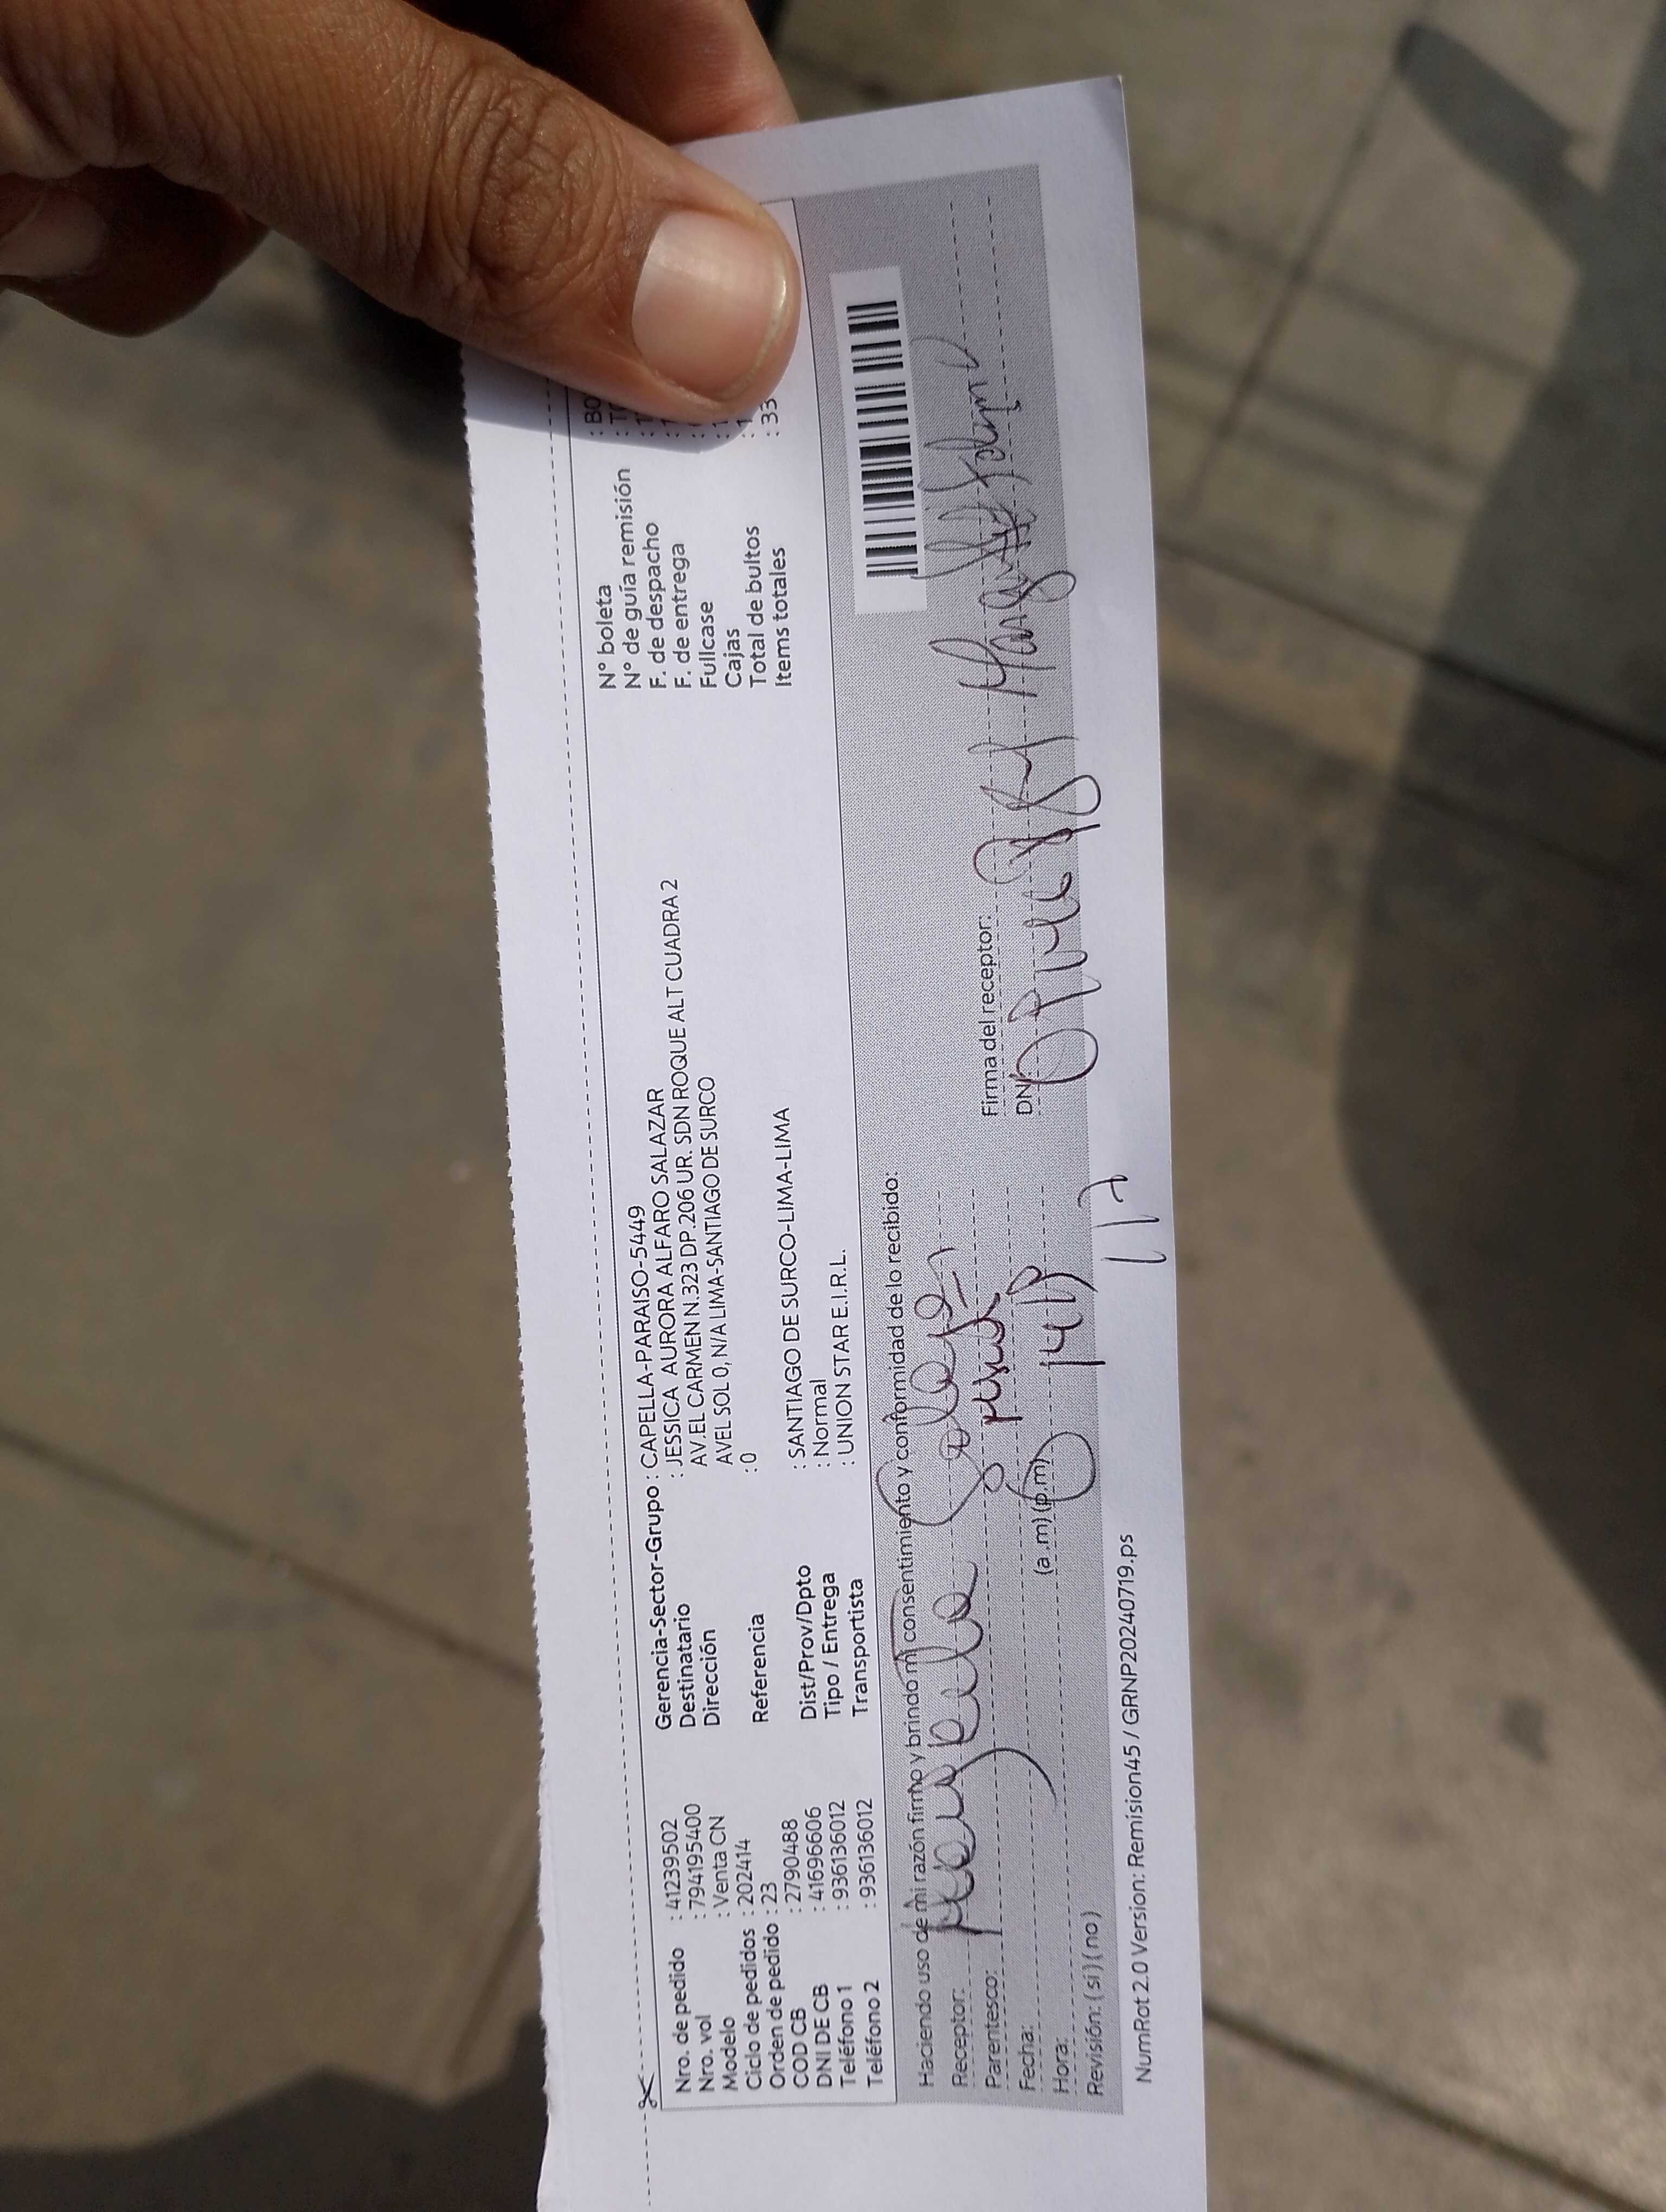 Nro. de pedido : 41239502
Nro. vol : 794195400
Modelo : Venta CN
Ciclo de pedidos : 202414
Orden de pedido : 23
COD CB : 2790488
DNI DE CB : 41696606
Teléfono 1 : 936136012
Teléfono 2 : 936136012
Gerencia-Sector-Grupo : CAPELLA-PARAISO-5449
Destinatario : JESSICA AURORA ALFARO SALAZAR
Dirección AV.EL CARMEN N.323 DP.206 UR. SDN ROQUE ALT CUADRA 2
AVEL SOL 0, N/A LIMA-SANTIAGO DE SURCO
Referencia : 0
Dist/Prov/Dpto : SANTIAGO DE SURCO-LIMA-LIMA
Tipo / Entrega : Normal
Transportista : UNION STAR E.I.R.L.
N° boleta : BO
N° de guía remisión
F. de despacho
F. de entrega
Fullcase
Cajas
Total de bultos
Items totales : 33
Haciendo uso de mi razón firmo y brindo mi consentimiento y conformidad de lo recibido:
Receptor:
Parentesco:
Fecha:
Hora: (a.m) (p.m)
Revisión: ( si ) ( no )
Firma del receptor:
DNI
NumRot 2.0 Version: Remision45 / GRNP20240719.ps